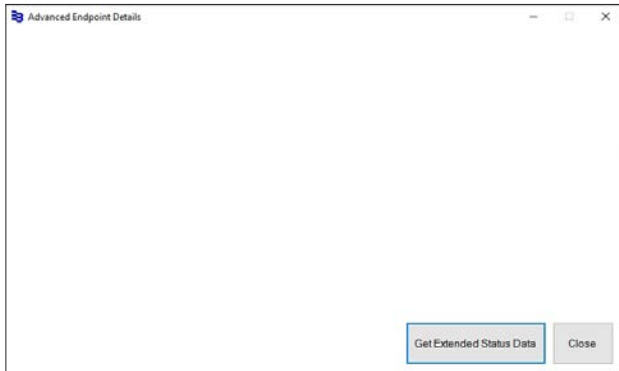 Advanced Endpoint Details
Get Extended Status Data
Close